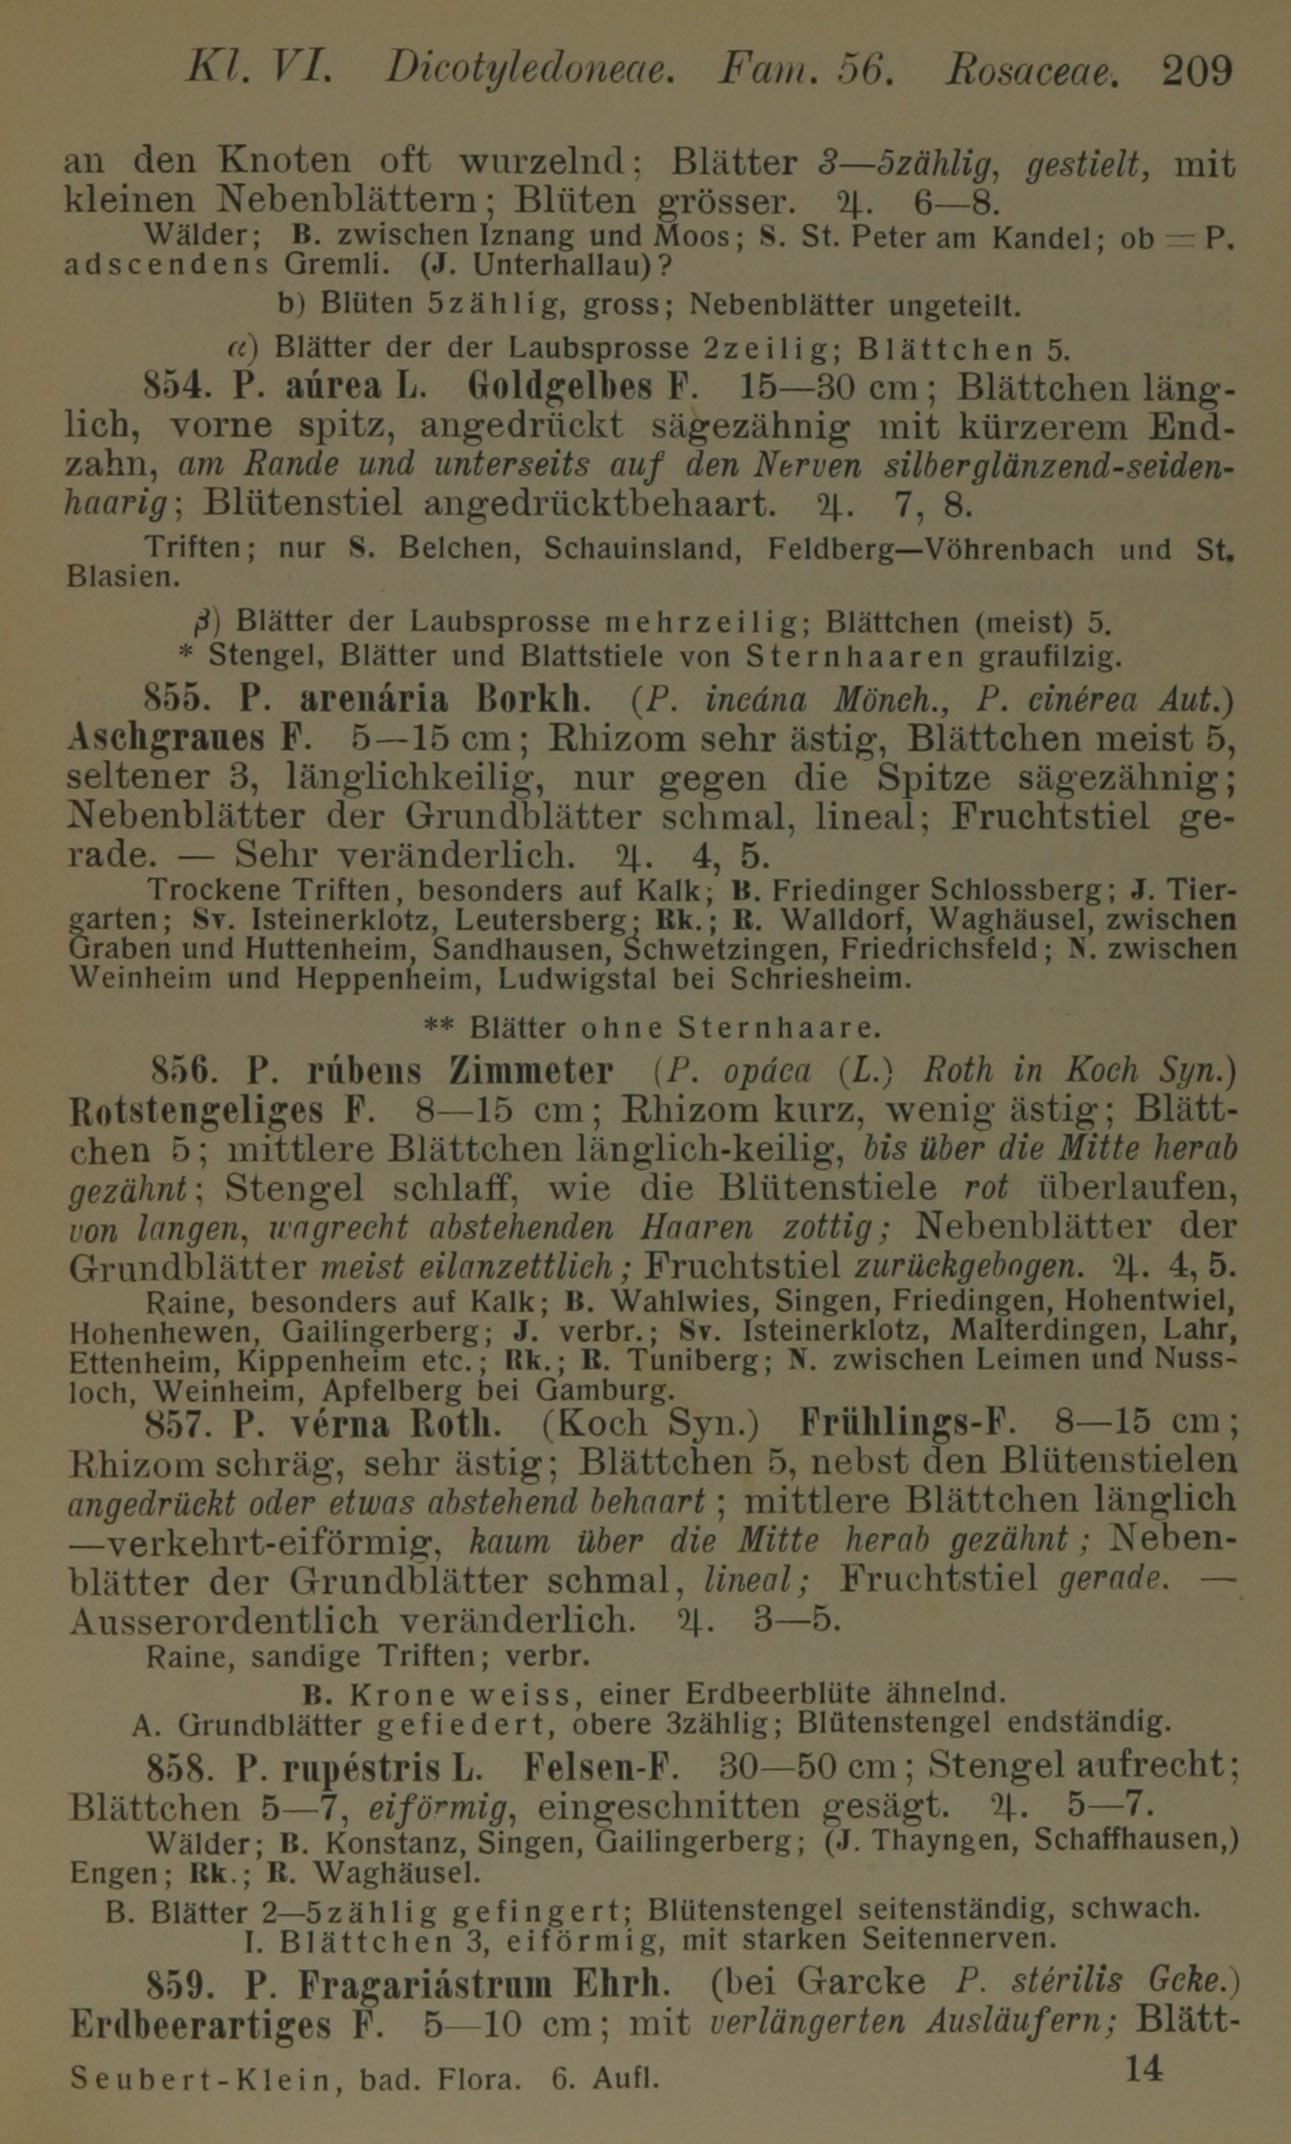 Kl. VI. Dicotyledoneae. Fam. 56. Rosaceae. 209
an den Knoten oft wurzelnd; Blätter 3—5zählig, gestielt, mit
kleinen Nebenblättern; Blüten grösser. ♃. 6—8.
Wälder; B. zwischen Iznang und Moos; S. St. Peter am Kandel; ob = P.
adscendens Gremli. (J. Unterhallau)?
b) Blüten 5zählig, gross; Nebenblätter ungeteilt.
α) Blätter der der Laubsprosse 2zeilig; Blättchen 5.
854. P. aúrea L. Goldgelbes F. 15—30 cm; Blättchen läng-
lich, vorne spitz, angedrückt sägezähnig mit kürzerem End-
zahn, am Rande und unterseits auf den Nerven silberglänzend-seiden-
haarig; Blütenstiel angedrücktbehaart. ♃. 7, 8.
Triften; nur S. Belchen, Schauinsland, Feldberg—Vöhrenbach und St.
Blasien.
β) Blätter der Laubsprosse mehrzeilig; Blättchen (meist) 5.
* Stengel, Blätter und Blattstiele von Sternhaaren graufilzig.
855. P. arenária Borkh. (P. incána Mönch., P. cinérea Aut.)
Aschgraues F. 5—15 cm; Rhizom sehr ästig, Blättchen meist 5,
seltener 3, länglichkeilig, nur gegen die Spitze sägezähnig;
Nebenblätter der Grundblätter schmal, lineal; Fruchtstiel ge-
rade. — Sehr veränderlich. ♃. 4, 5.
Trockene Triften, besonders auf Kalk; B. Friedinger Schlossberg; J. Tier-
garten; Sv. Isteinerklotz, Leutersberg; Rk.; R. Walldorf, Waghäusel, zwischen
Graben und Huttenheim, Sandhausen, Schwetzingen, Friedrichsfeld; N. zwischen
Weinheim und Heppenheim, Ludwigstal bei Schriesheim.
** Blätter ohne Sternhaare.
856. P. rúbens Zimmeter (P. opáca (L.) Roth in Koch Syn.)
Rotstengeliges F. 8—15 cm; Rhizom kurz, wenig ästig; Blätt-
chen 5; mittlere Blättchen länglich-keilig, bis über die Mitte herab
gezähnt; Stengel schlaff, wie die Blütenstiele rot überlaufen,
von langen, wagrecht abstehenden Haaren zottig; Nebenblätter der
Grundblätter meist eilanzettlich; Fruchtstiel zurückgebogen. ♃. 4, 5.
Raine, besonders auf Kalk; B. Wahlwies, Singen, Friedingen, Hohentwiel,
Hohenhewen, Gailingerberg; J. verbr.; Sv. Isteinerklotz, Malterdingen, Lahr,
Ettenheim, Kippenheim etc.; Rk.; R. Tuniberg; N. zwischen Leimen und Nuss-
loch, Weinheim, Apfelberg bei Gamburg.
857. P. vérna Roth. (Koch Syn.) Frühlings-F. 8—15 cm;
Rhizom schräg, sehr ästig; Blättchen 5, nebst den Blütenstielen
angedrückt oder etwas abstehend behaart; mittlere Blättchen länglich
—verkehrt-eiförmig, kaum über die Mitte herab gezähnt; Neben-
blätter der Grundblätter schmal, lineal; Fruchtstiel gerade. —
Ausserordentlich veränderlich. ♃. 3—5.
Raine, sandige Triften; verbr.
B. Krone weiss, einer Erdbeerblüte ähnelnd.
A. Grundblätter gefiedert, obere 3zählig; Blütenstengel endständig.
858. P. rupéstris L. Felsen-F. 30—50 cm; Stengel aufrecht;
Blättchen 5—7, eiförmig, eingeschnitten gesägt. ♃. 5—7.
Wälder; B. Konstanz, Singen, Gailingerberg; (J. Thayngen, Schaffhausen,)
Engen; Rk.; R. Waghäusel.
B. Blätter 2—5zählig gefingert; Blütenstengel seitenständig, schwach.
I. Blättchen 3, eiförmig, mit starken Seitennerven.
859. P. Fragariástrum Ehrh. (bei Garcke P. stérilis Gcke.)
Erdbeerartiges F. 5—10 cm; mit verlängerten Ausläufern; Blätt-
Seubert-Klein, bad. Flora. 6. Aufl. 14